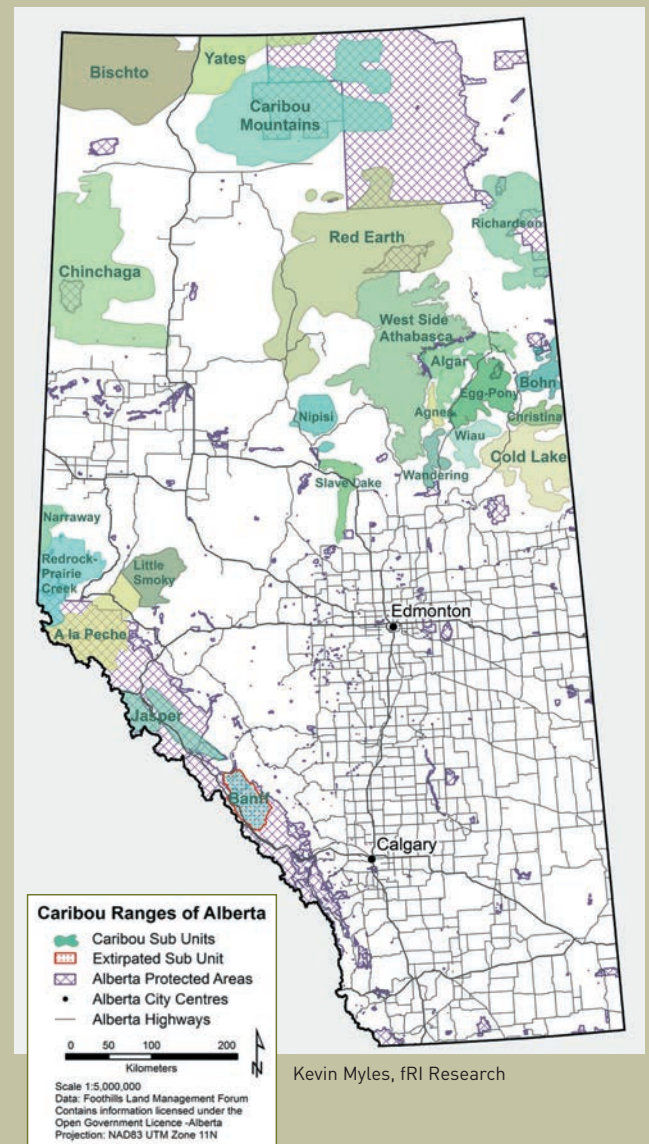 Bischto
Yates
Caribou
Mountains
Richardson
Red Earth
Chinchaga
West Side
Athabasca
Algar
Bohn
Egg-Pony
Agnes
Nipisi
Christina
Wiau
Cold Lake
Wandering
Slave Lake
Narraway
Redrock-
Prairie
Creek
Little
Smoky
Edmonton
A la Peche
Jasper
Banff
Calgary
Caribou Ranges of Alberta
Caribou Sub Units
Extirpated Sub Unit
Alberta Protected Areas
Alberta City Centres
Alberta Highways
0 50 100 200
Kilometers
N
Scale 1:5,000,000
Data: Foothills Land Management Forum
Contains information licensed under the
Open Government Licence -Alberta
Projection: NAD83 UTM Zone 11N
Kevin Myles, fRI Research